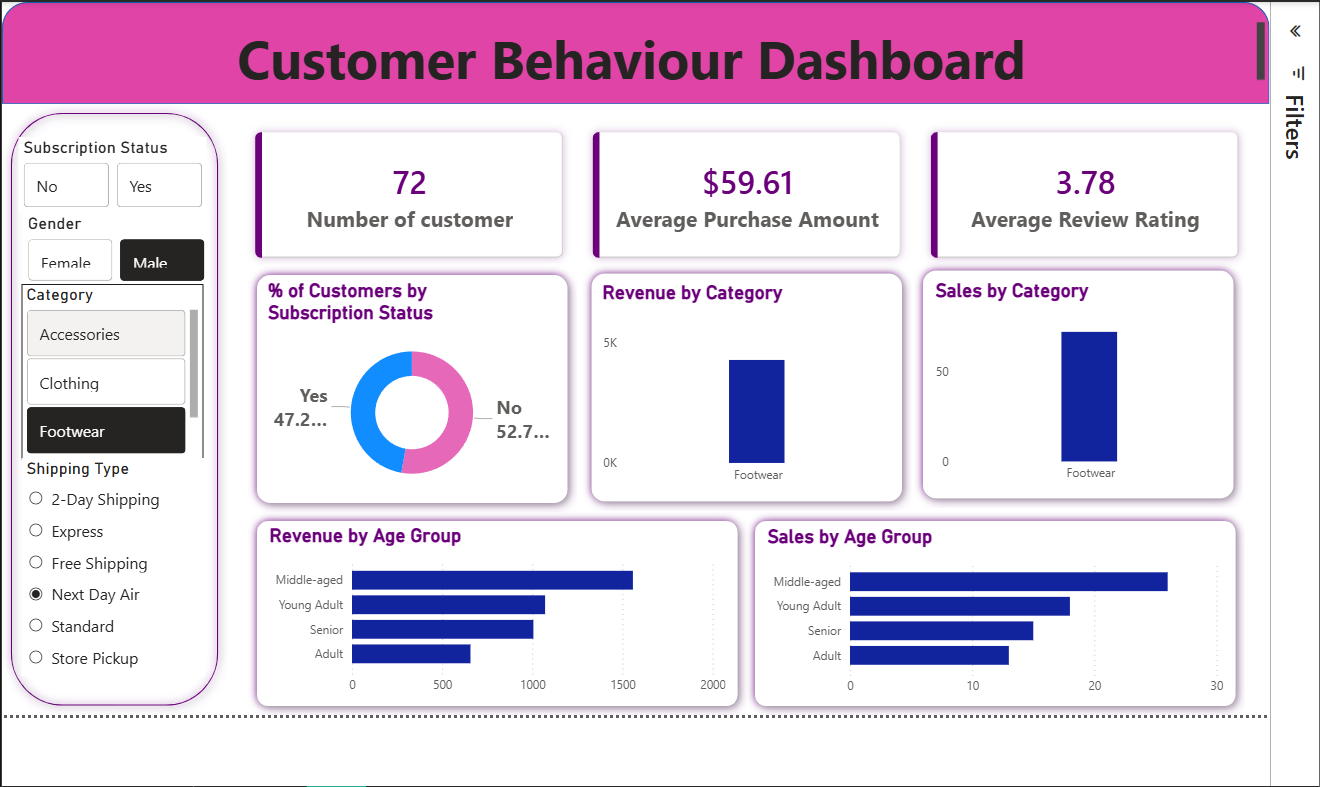 Customer Behaviour Dashboard
«
Filters
Subscription Status
No
Yes
Gender
Female
Male
Category
Accessories
Clothing
Footwear
Shipping Type
2-Day Shipping
Express
Free Shipping
Next Day Air
Standard
Store Pickup
72
Number of customer
$59.61
Average Purchase Amount
3.78
Average Review Rating
% of Customers by
Subscription Status
Yes
47.2...
No
52.7...
Revenue by Category
5K
0K
Footwear
Sales by Category
50
0
Footwear
Revenue by Age Group
Middle-aged
Young Adult
Senior
Adult
0 500 1000 1500 2000
Sales by Age Group
Middle-aged
Young Adult
Senior
Adult
0 10 20 30